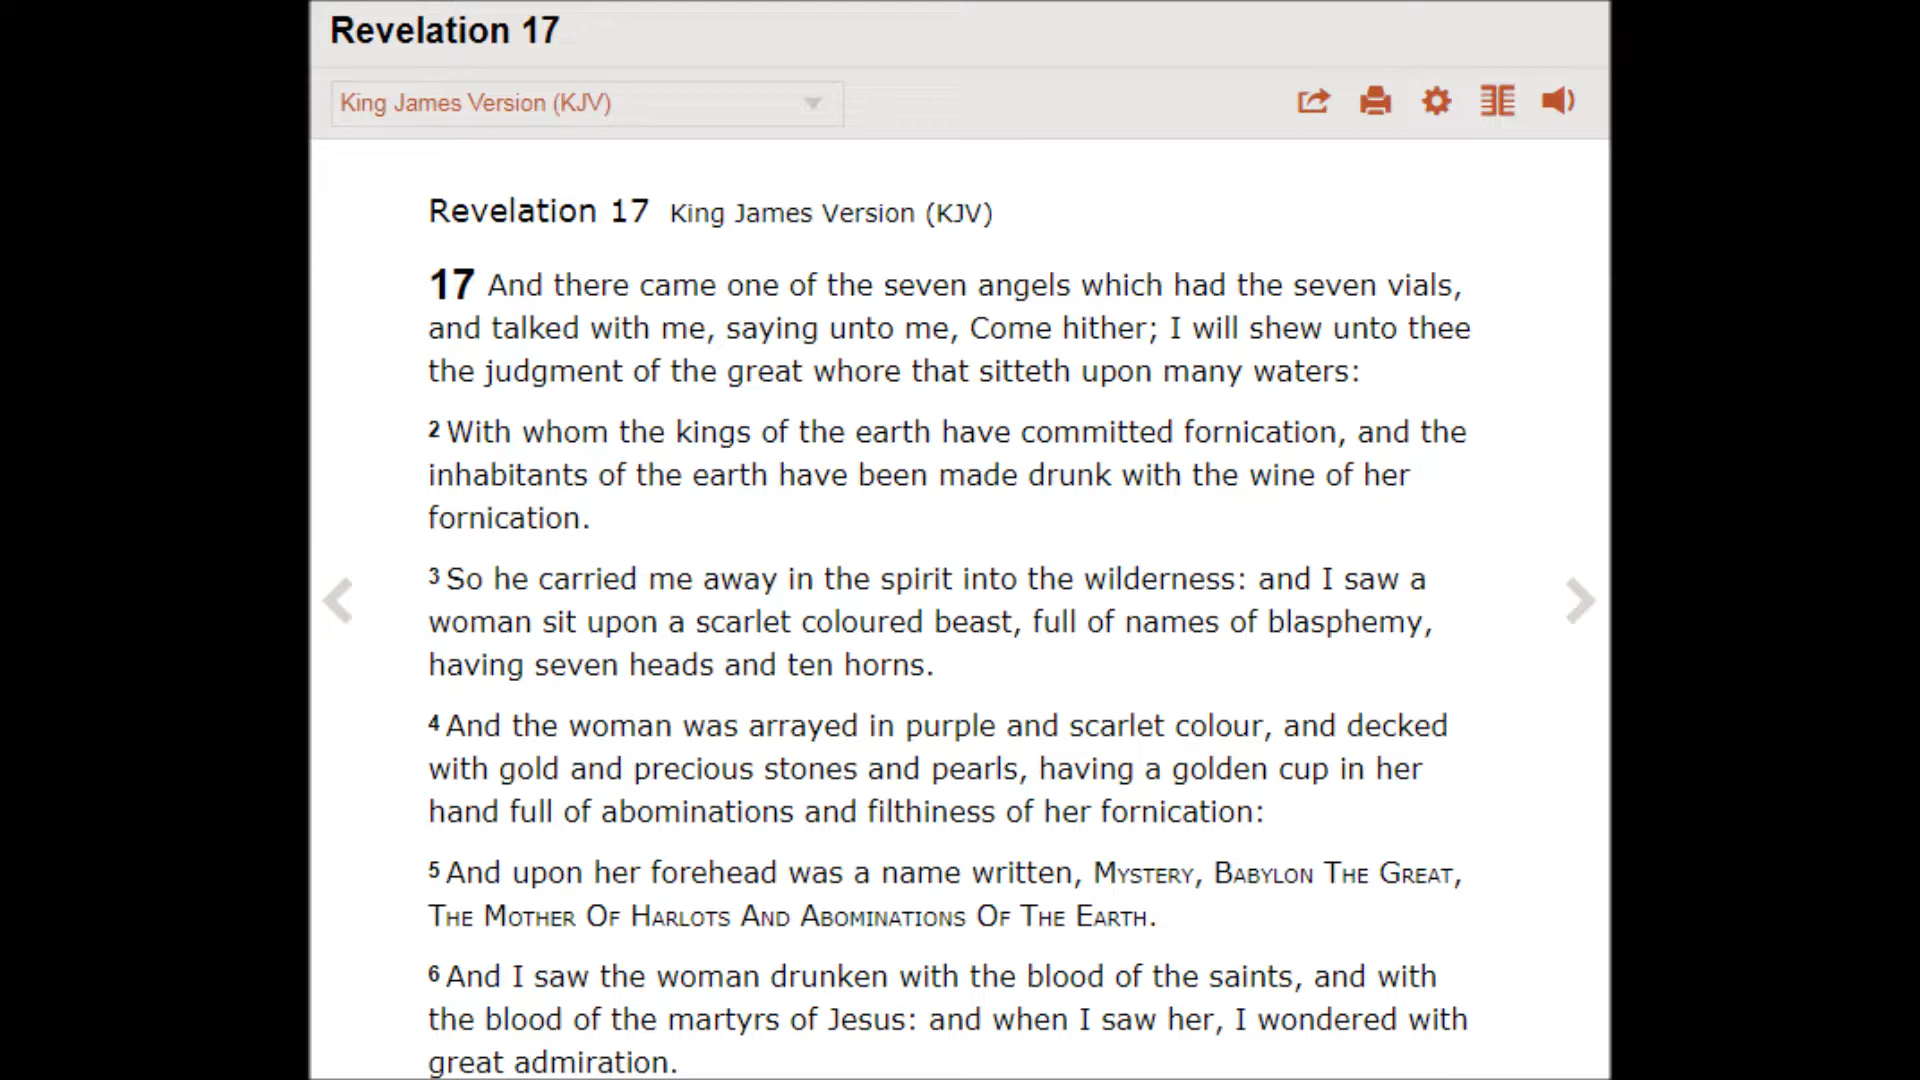 Revelation 17
King James Version (KJV)
Revelation 17 King James Version (KJV)
17 And there came one of the seven angels which had the seven vials,
and talked with me, saying unto me, Come hither; I will shew unto thee
the judgment of the great whore that sitteth upon many waters:
2 With whom the kings of the earth have committed fornication, and the
inhabitants of the earth have been made drunk with the wine of her
fornication.
3 So he carried me away in the spirit into the wilderness: and I saw a
woman sit upon a scarlet coloured beast, full of names of blasphemy,
having seven heads and ten horns.
4 And the woman was arrayed in purple and scarlet colour, and decked
with gold and precious stones and pearls, having a golden cup in her
hand full of abominations and filthiness of her fornication:
5 And upon her forehead was a name written, Mystery, Babylon The Great,
The Mother Of Harlots And Abominations Of The Earth.
6 And I saw the woman drunken with the blood of the saints, and with
the blood of the martyrs of Jesus: and when I saw her, I wondered with
great admiration.